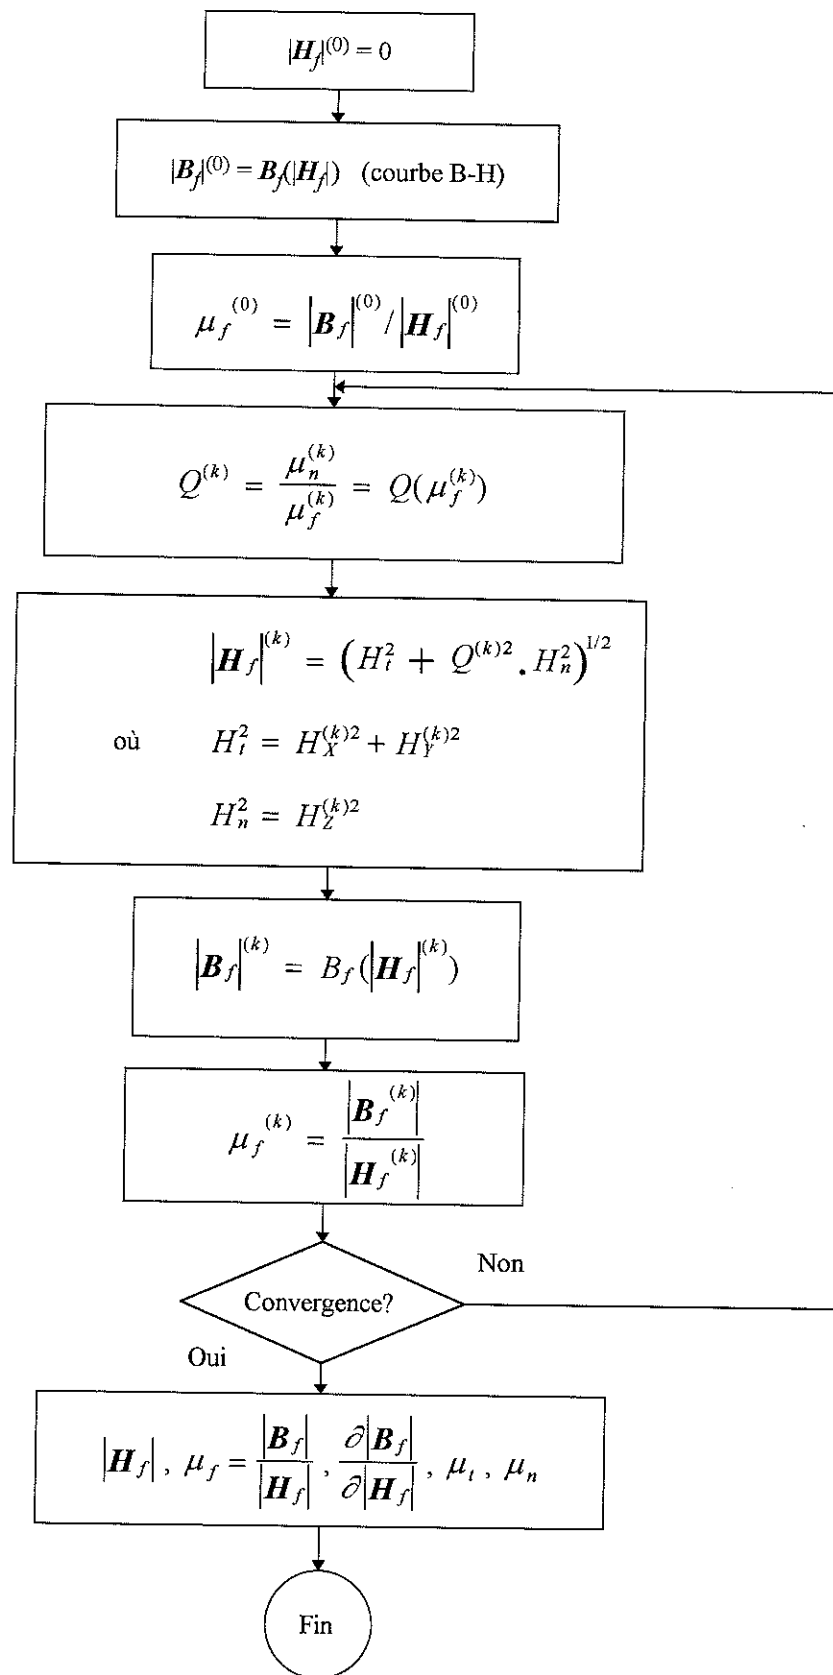 |H_f|^(0) = 0
|B_f|^(0) = B_f(|H_f|) (courbe B-H)
μ_f^(0) = |B_f|^(0) / |H_f|^(0)
Q^(k) = μ_n^(k) / μ_f^(k) = Q(μ_f^(k))
|H_f|^(k) = (H_t^2 + Q^(k)2 . H_n^2)^1/2
où H_t^2 = H_X^(k)2 + H_Y^(k)2
H_n^2 = H_Z^(k)2
|B_f|^(k) = B_f(|H_f|^(k))
μ_f^(k) = |B_f^(k)| / |H_f^(k)|
Non
Convergence?
Oui
|H_f| , μ_f = |B_f| / |H_f| , ∂|B_f| / ∂|H_f| , μ_t , μ_n
Fin